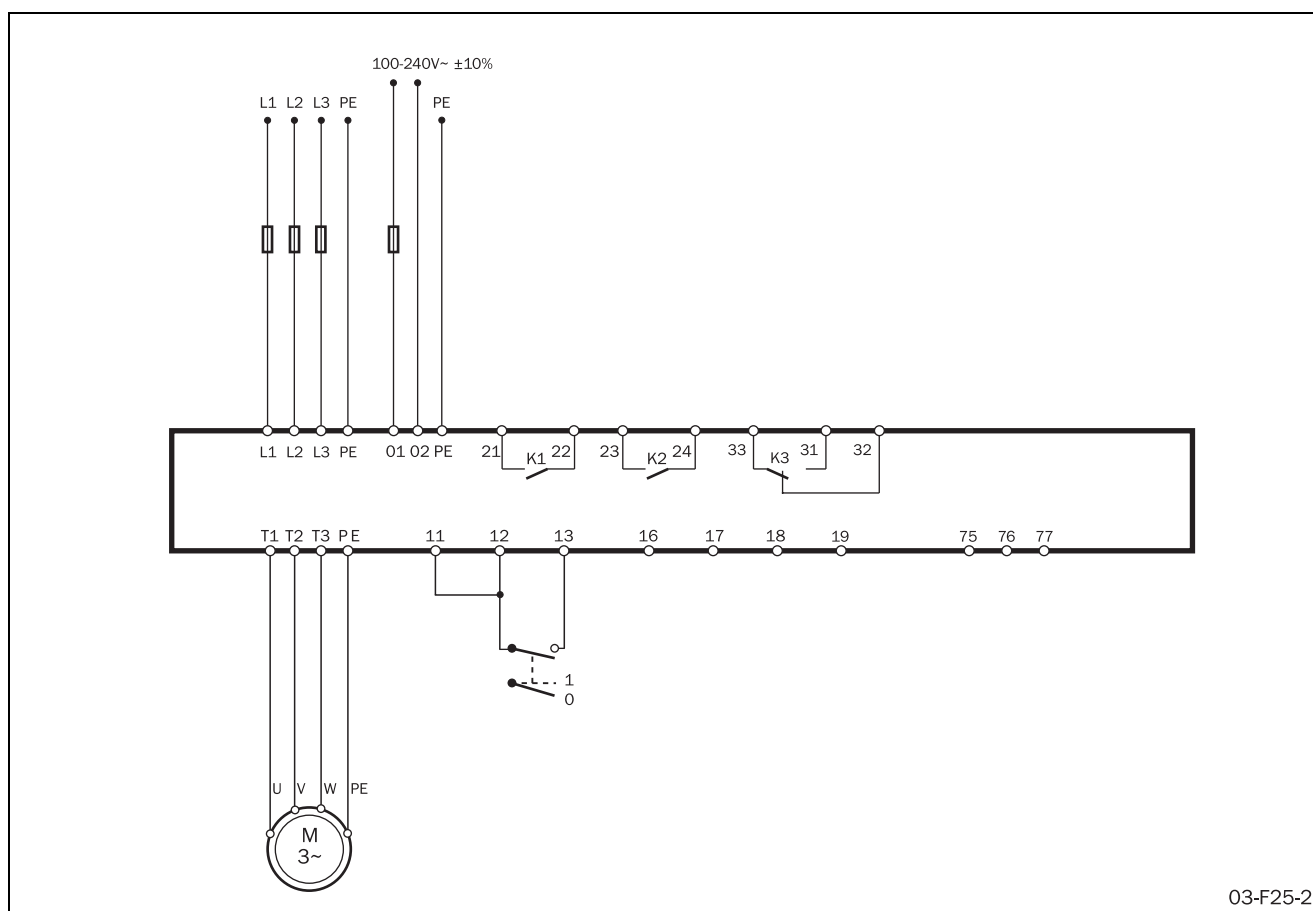 100-240V~ ±10%
L1 L2 L3 PE PE
L1 L2 L3 PE 01 02 PE 21 K1 22 23 K2 24 33 K3 31 32
T1 T2 T3 PE 11 12 13 16 17 18 19 75 76 77
1
0
U V W PE
M
3~
03-F25-2